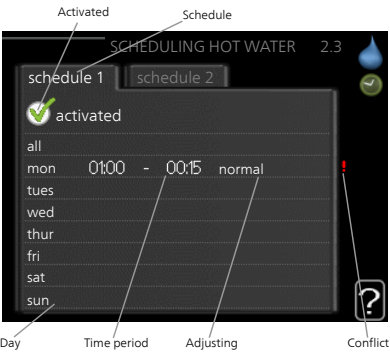 Activated Schedule
SCHEDULING HOT WATER 2.3
schedule 1 schedule 2
activated
all
mon 01:00 - 00:15 normal !
tues
wed
thur
fri
sat
sun
?
Day Time period Adjusting Conflict